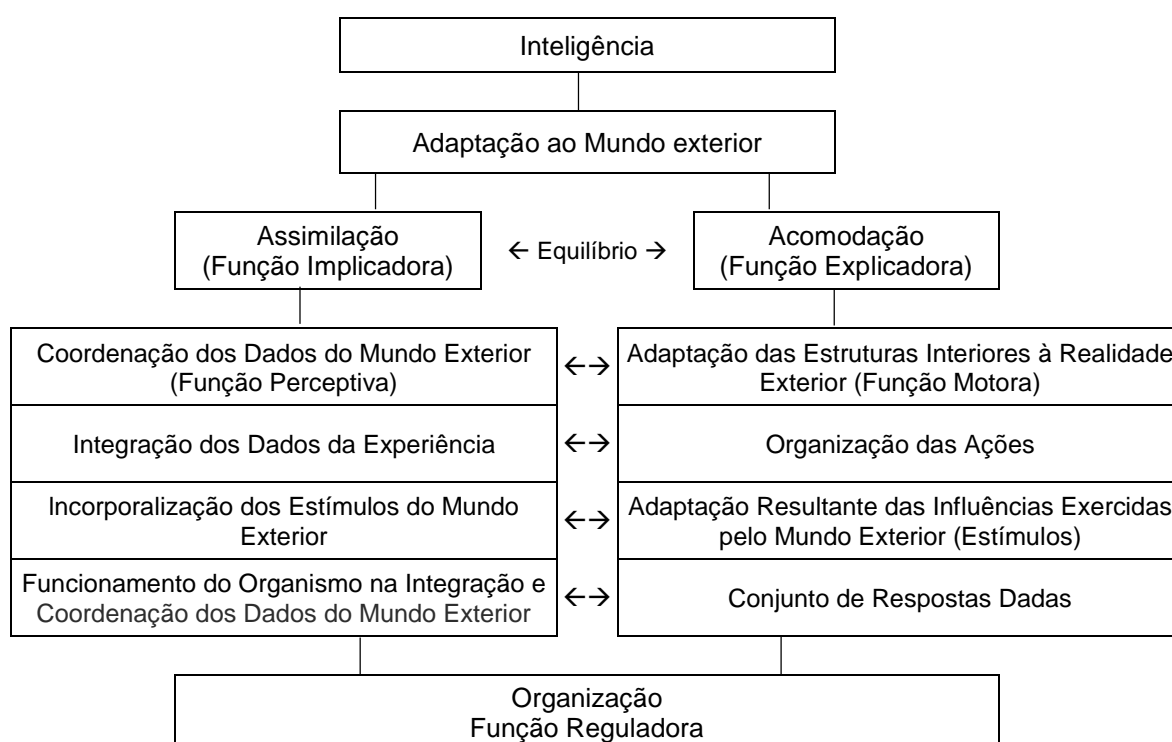 Inteligência
Adaptação ao Mundo exterior
Assimilação
(Função Implicadora)
← Equilíbrio →
Acomodação
(Função Explicadora)
Coordenação dos Dados do Mundo Exterior
(Função Perceptiva)
←→
Adaptação das Estruturas Interiores à Realidade
Exterior (Função Motora)
Integração dos Dados da Experiência
←→
Organização das Ações
Incorporalização dos Estímulos do Mundo
Exterior
←→
Adaptação Resultante das Influências Exercidas
pelo Mundo Exterior (Estímulos)
Funcionamento do Organismo na Integração e
Coordenação dos Dados do Mundo Exterior
←→
Conjunto de Respostas Dadas
Organização
Função Reguladora